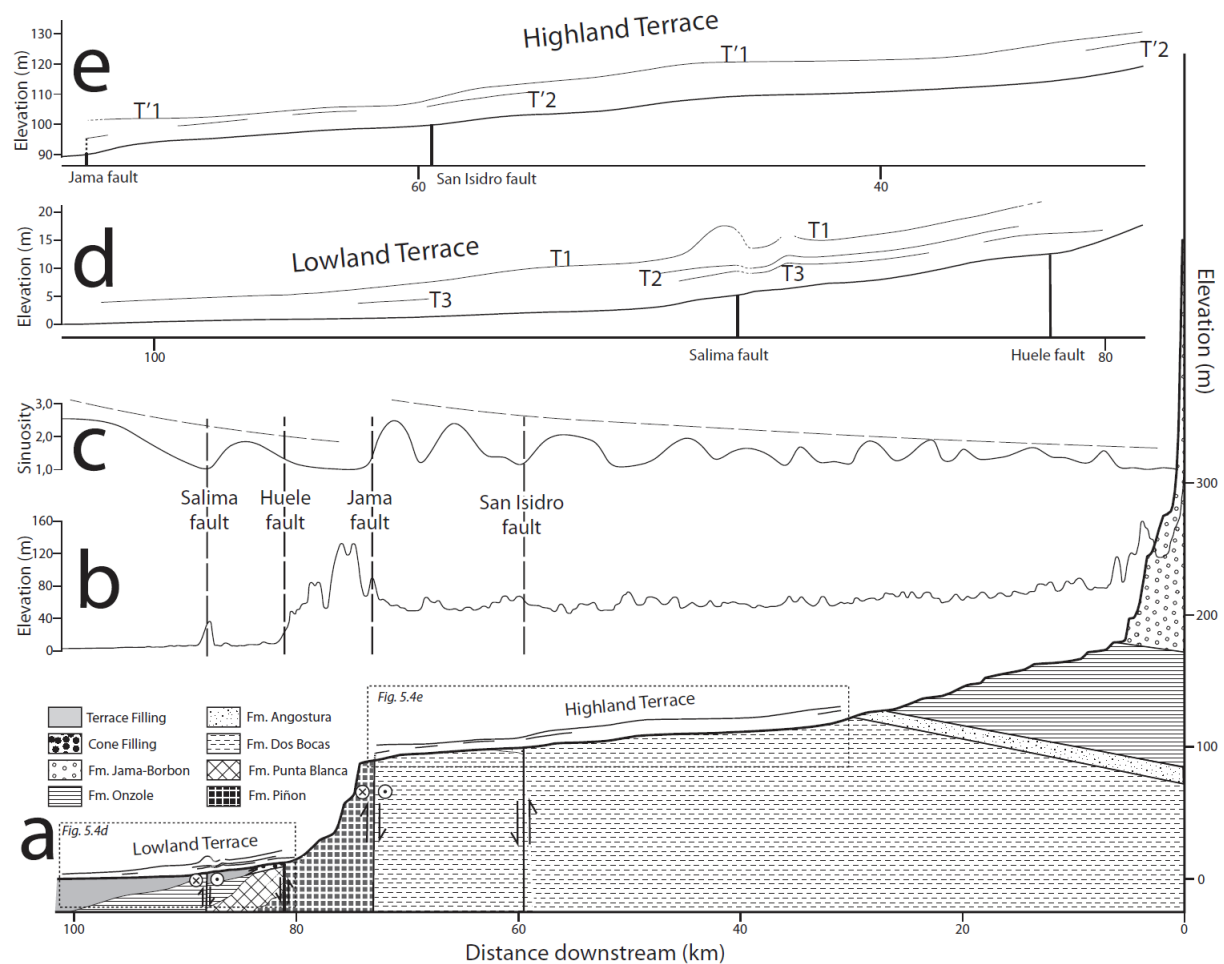 Highland Terrace
e
Elevation (m)
130
120
110
100
90
T'1
T'2
T'1
T'2
Jama fault
60
San Isidro fault
40
d
Elevation (m)
20
15
10
5
0
Lowland Terrace
T1
T1
T2
T3
T3
100
Salima fault
Huele fault
80
c
Sinuosity
3,0
2,0
1,0
Salima
fault
Huele
fault
Jama
fault
San Isidro
fault
b
Elevation (m)
160
120
80
40
0
Elevation (m)
300
200
100
0
Terrace Filling
Cone Filling
Fm. Jama-Borbon
Fm. Onzole
Fm. Angostura
Fm. Dos Bocas
Fm. Punta Blanca
Fm. Piñon
Fig. 5.4e
Highland Terrace
a
Fig. 5.4d
Lowland Terrace
100
80
60
40
20
0
Distance downstream (km)